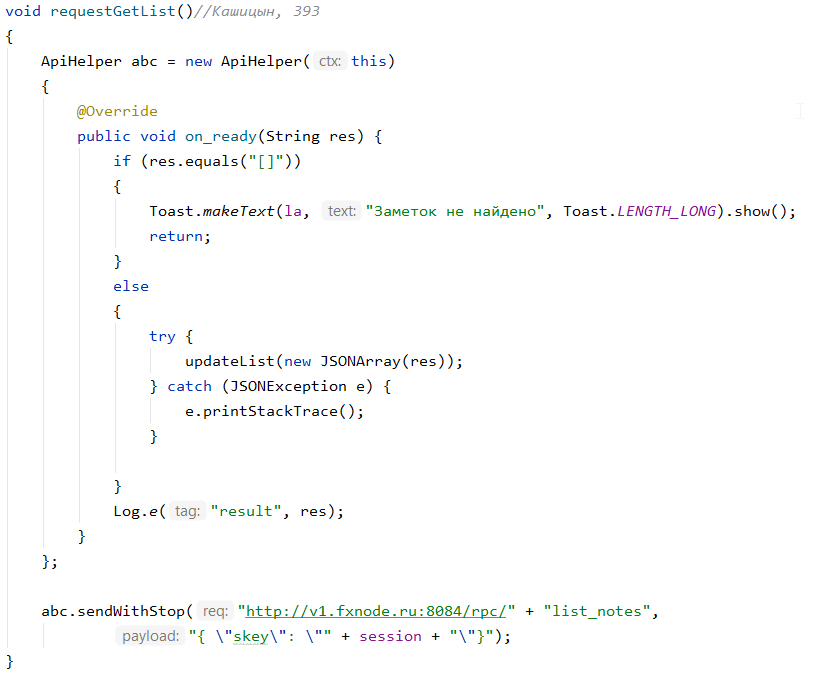 void requestGetList()//Кашицын, 393
{
    ApiHelper abc = new ApiHelper( ctx: this)
    {
        @Override
        public void on_ready(String res) {
            if (res.equals("[]"))
            {
                Toast.makeText(la, text: "Заметок не найдено", Toast.LENGTH_LONG).show();
                return;
            }
            else
            {
                try {
                    updateList(new JSONArray(res));
                } catch (JSONException e) {
                    e.printStackTrace();
                }
            }
            Log.e( tag: "result", res);
        }
    };
    abc.sendWithStop( req: "http://v1.fxnode.ru:8084/rpc/" + "list_notes",
            payload: "{ \"skey\": \"" + session + "\"}");
}